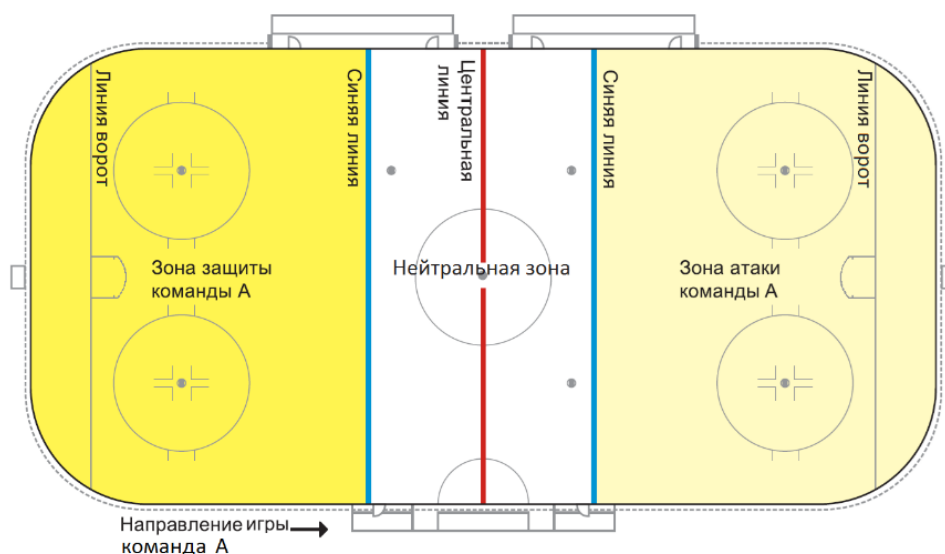 Линия ворот
Синяя линия
Центральная
линия
Синяя линия
Линия ворот
Зона защиты
команды А
Нейтральная зона
Зона атаки
команды А
Направление игры
команда А